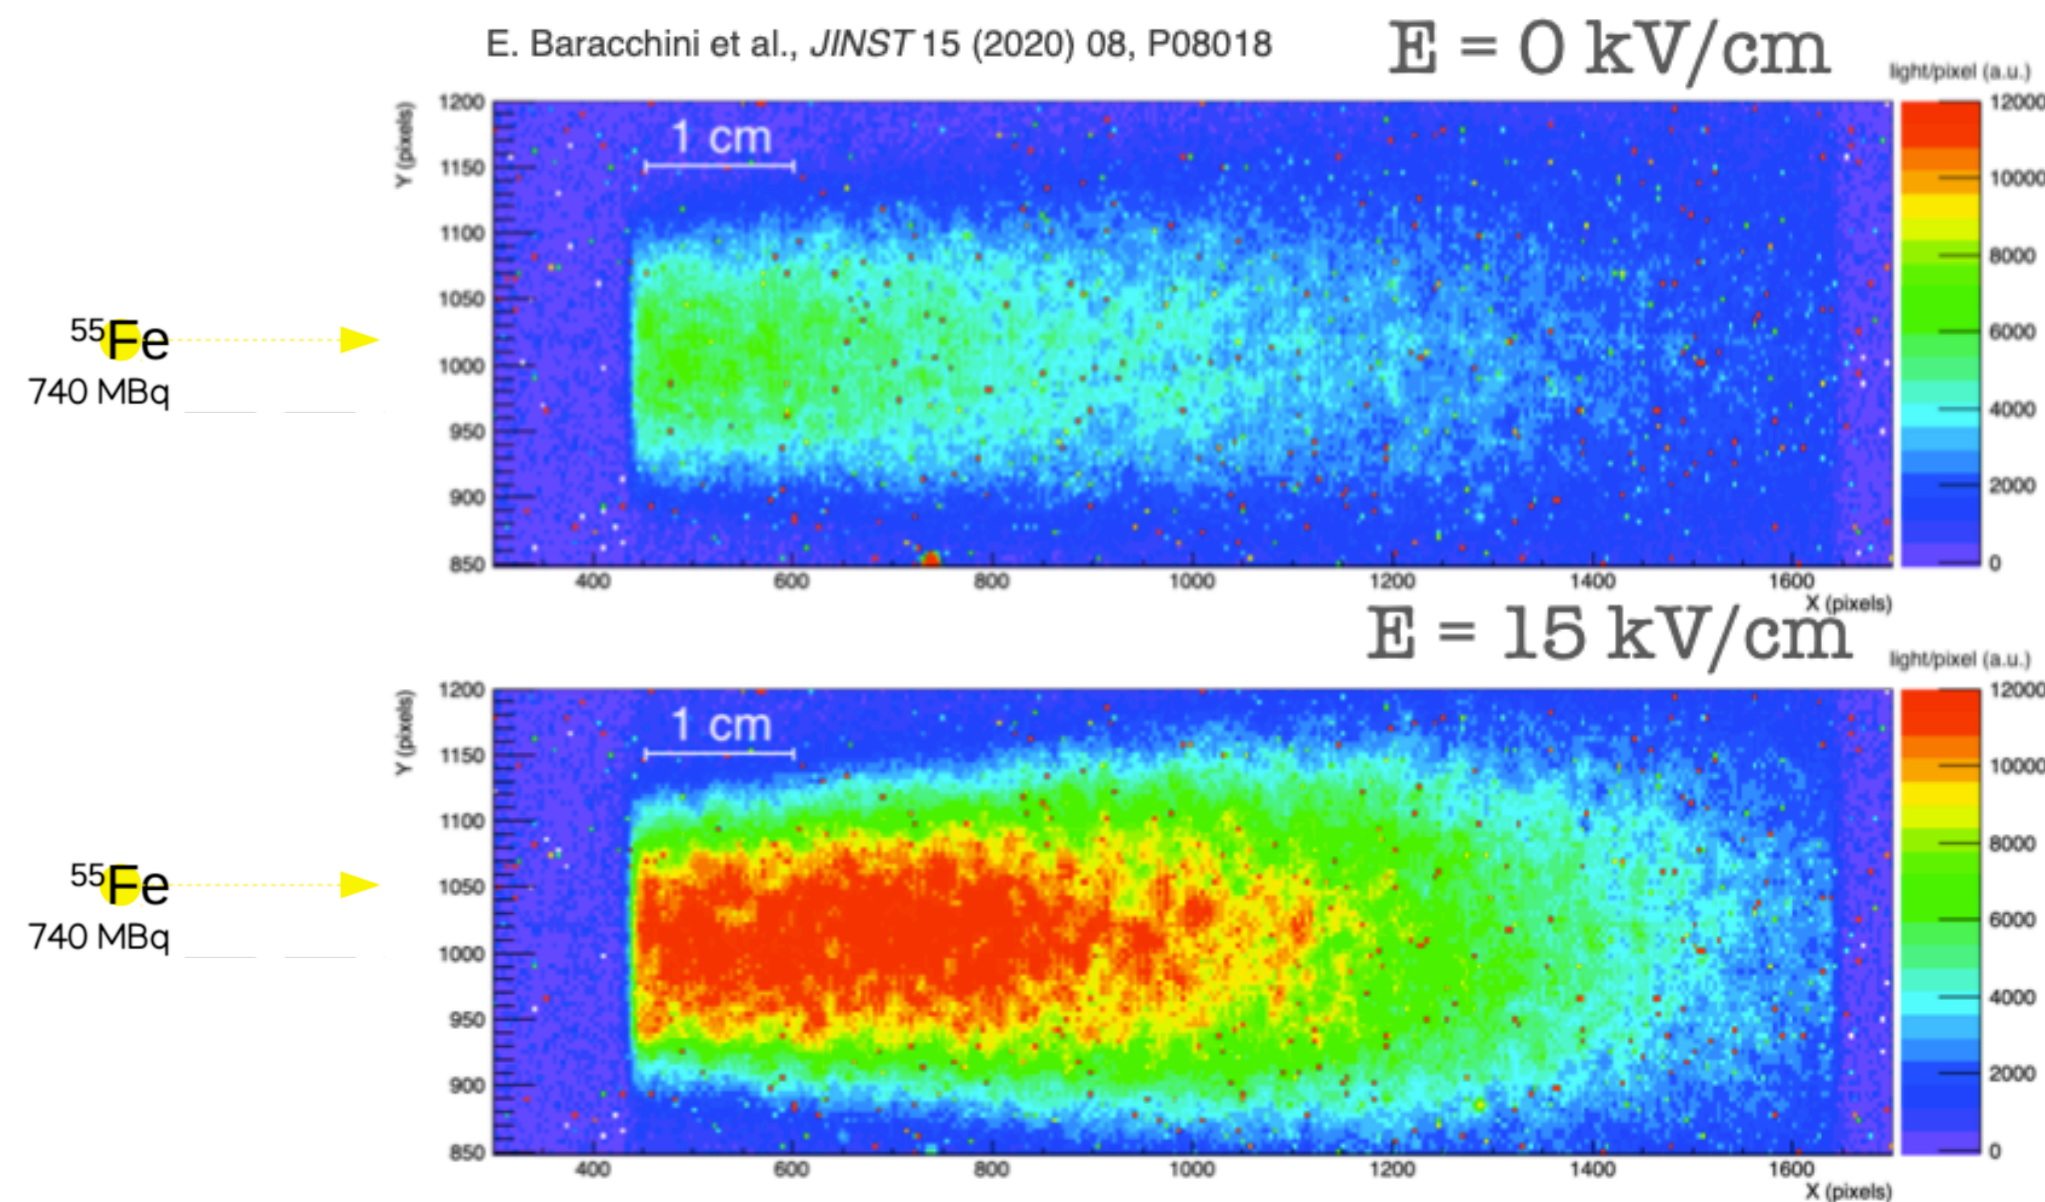 E. Baracchini et al., JINST 15 (2020) 08, P08018
E = 0 kV/cm
light/pixel (a.u.)
Y (pixels)
1200
1150
1100
1050
1000
950
900
850
1 cm
12000
10000
8000
6000
4000
2000
0
55Fe
740 MBq
400 600 800 1000 1200 1400 1600
X (pixels)
E = 15 kV/cm
light/pixel (a.u.)
Y (pixels)
1200
1150
1100
1050
1000
950
900
850
1 cm
12000
10000
8000
6000
4000
2000
0
55Fe
740 MBq
400 600 800 1000 1200 1400 1600
X (pixels)